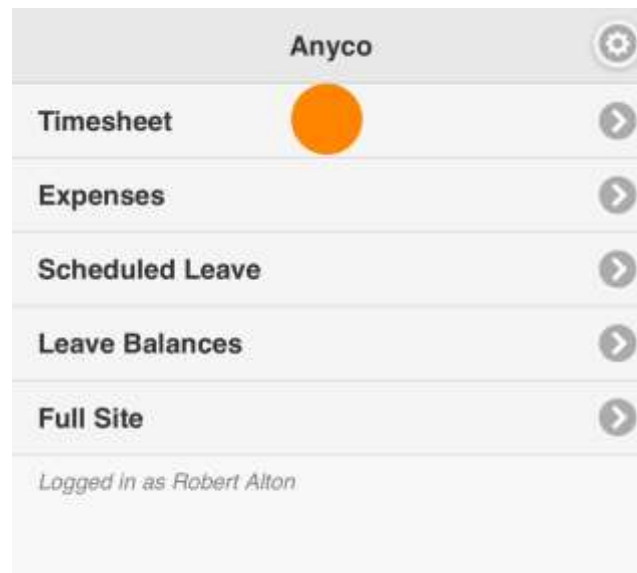 Anyco
Timesheet
Expenses
Scheduled Leave
Leave Balances
Full Site
Logged in as Robert Alton